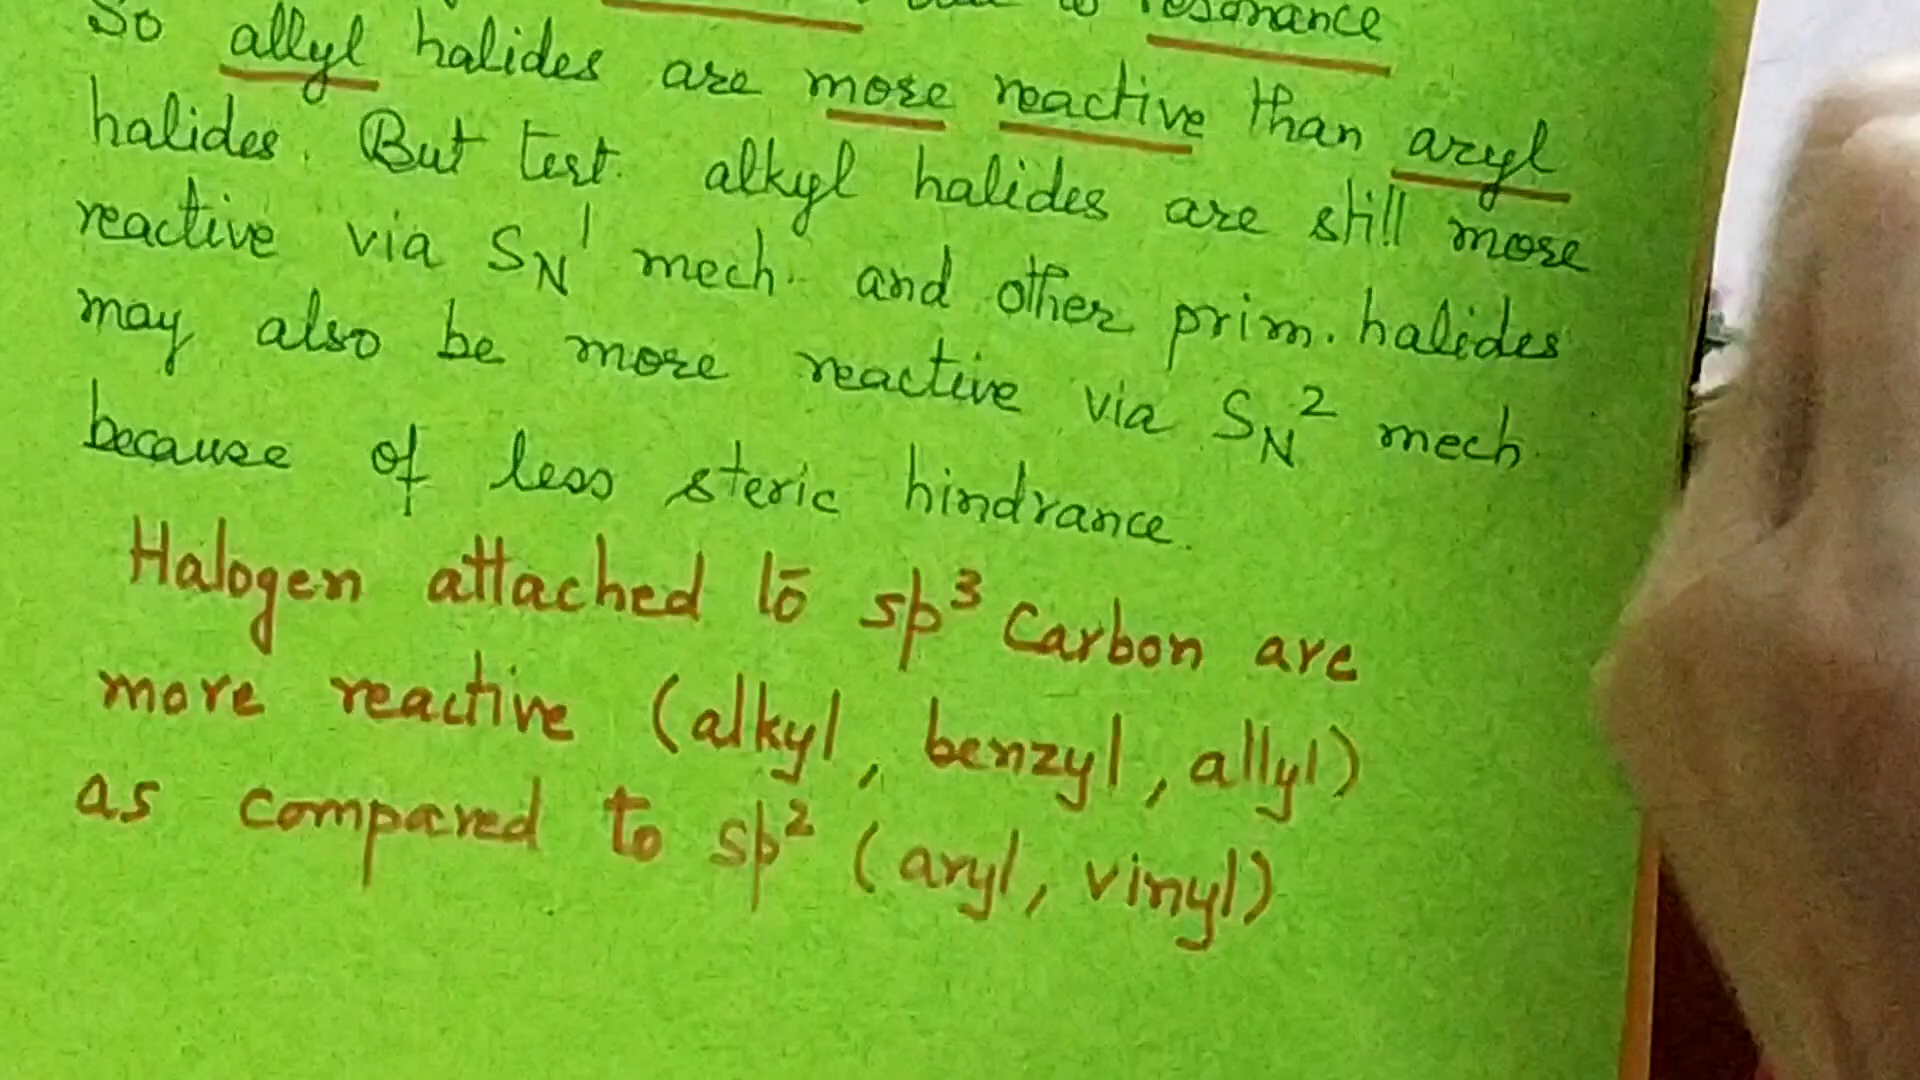 resonance
So allyl halides are more reactive than aryl
halides. But tert. alkyl halides are still more
reactive via SN1 mech. and other prim. halides
may also be more reactive via SN2 mech.
because of less steric hindrance.
Halogen attached to sp3 Carbon are
more reactive (alkyl, benzyl, allyl)
as compared to sp2 (aryl, vinyl)